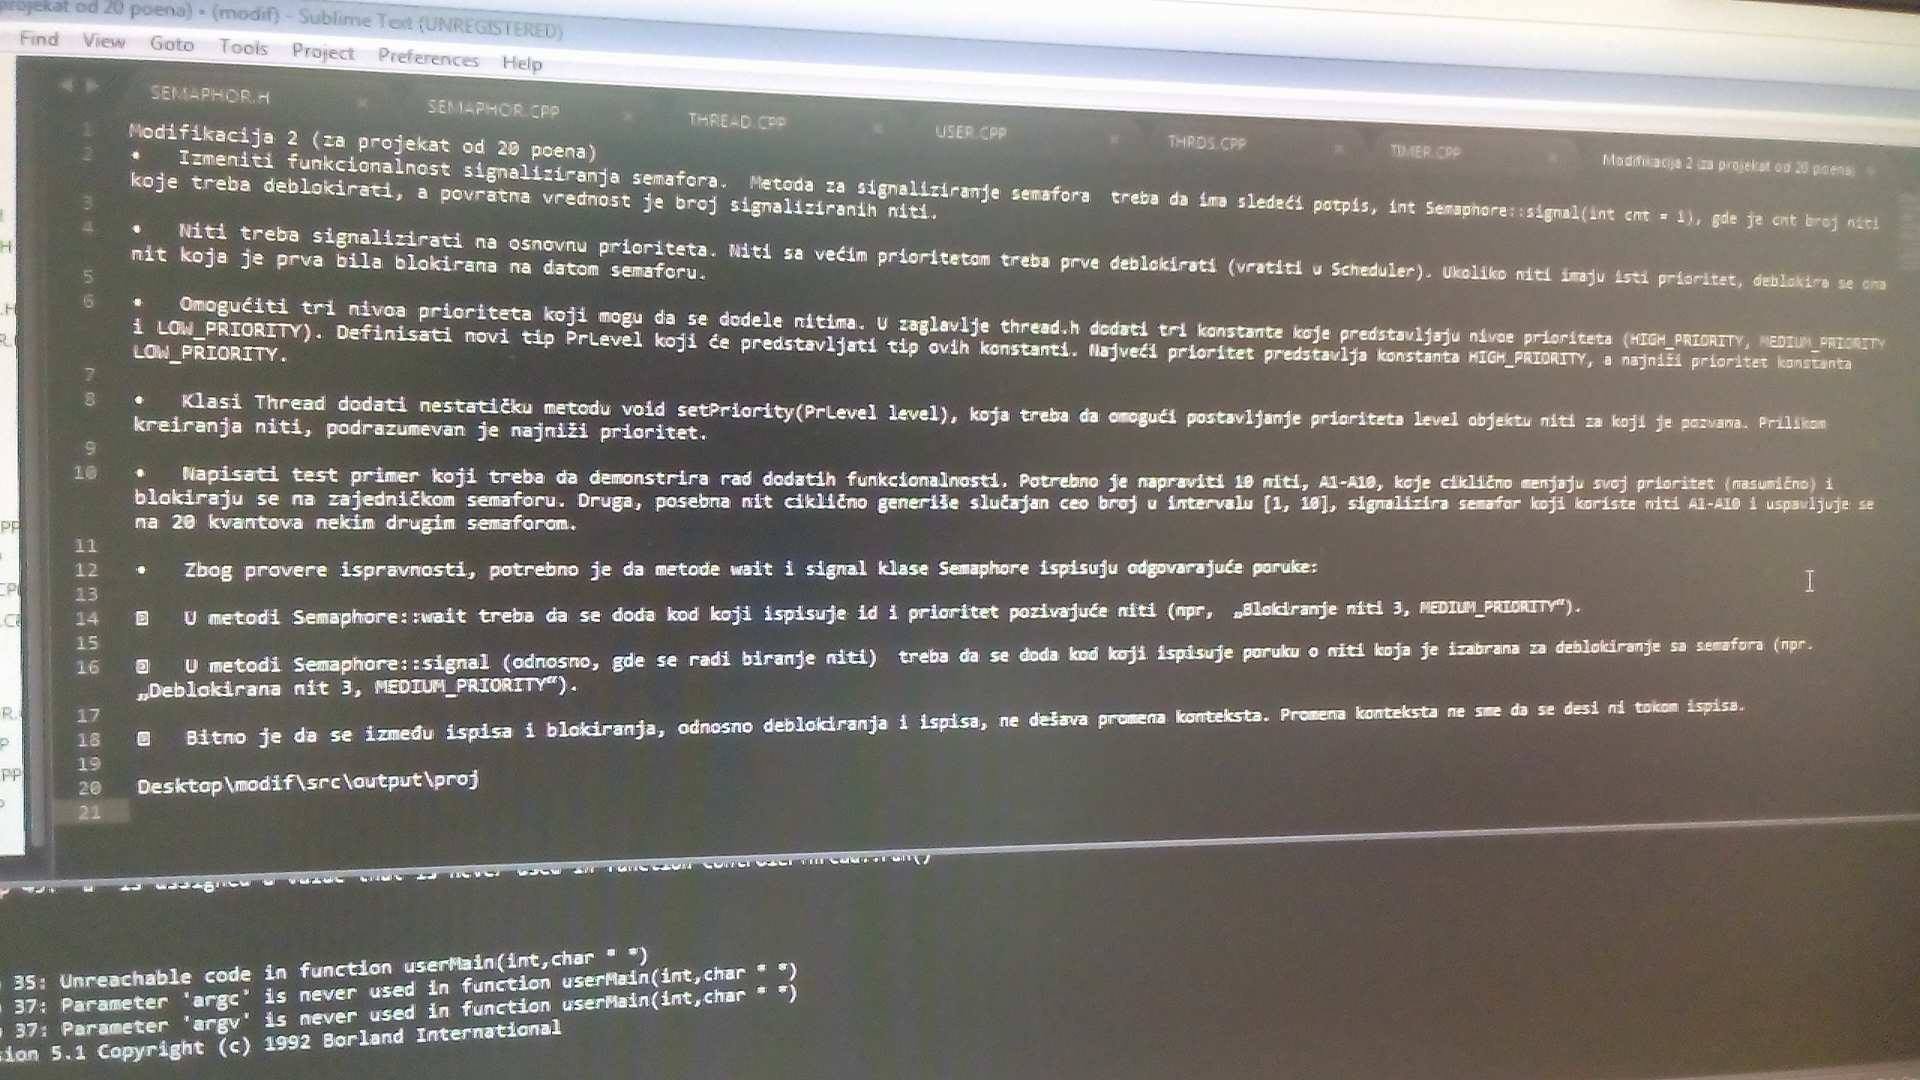 projekat od 20 poena) • (modif) - Sublime Text (UNREGISTERED)
Find View Goto Tools Project Preferences Help
SEMAPHOR.H SEMAPHOR.CPP THREAD.CPP USER.CPP THRDS.CPP TIMER.CPP Modifikacija 2 (za projekat od 20 poena)
1 Modifikacija 2 (za projekat od 20 poena)
2 • Izmeniti funkcionalnost signaliziranja semafora. Metoda za signaliziranje semafora treba da ima sledeći potpis, int Semaphore::signal(int cnt = 1), gde je cnt broj niti
koje treba deblokirati, a povratna vrednost je broj signaliziranih niti.
3
4 • Niti treba signalizirati na osnovnu prioriteta. Niti sa većim prioritetom treba prve deblokirati (vratiti u Scheduler). Ukoliko niti imaju isti prioritet, deblokira se ona
nit koja je prva bila blokirana na datom semaforu.
5
6 • Omogućiti tri nivoa prioriteta koji mogu da se dodele nitima. U zaglavlje thread.h dodati tri konstante koje predstavljaju nivoe prioriteta (HIGH_PRIORITY, MEDIUM_PRIORITY
i LOW_PRIORITY). Definisati novi tip PrLevel koji će predstavljati tip ovih konstanti. Najveći prioritet predstavlja konstanta HIGH_PRIORITY, a najniži prioritet konstanta
LOW_PRIORITY.
7
8 • Klasi Thread dodati nestatičku metodu void setPriority(PrLevel level), koja treba da omogući postavljanje prioriteta level objektu niti za koji je pozvana. Prilikom
kreiranja niti, podrazumevan je najniži prioritet.
9
10 • Napisati test primer koji treba da demonstrira rad dodatih funkcionalnosti. Potrebno je napraviti 10 niti, A1-A10, koje ciklično menjaju svoj prioritet (nasumično) i
blokiraju se na zajedničkom semaforu. Druga, posebna nit ciklično generiše slučajan ceo broj u intervalu [1, 10], signalizira semafor koji koriste niti A1-A10 i uspavljuje se
na 20 kvantova nekim drugim semaforom.
11
12 • Zbog provere ispravnosti, potrebno je da metode wait i signal klase Semaphore ispisuju odgovarajuće poruke:
13
14 U metodi Semaphore::wait treba da se doda kod koji ispisuje id i prioritet pozivajuće niti (npr, „Blokiranje niti 3, MEDIUM_PRIORITY“).
15
16 U metodi Semaphore::signal (odnosno, gde se radi biranje niti) treba da se doda kod koji ispisuje poruku o niti koja je izabrana za deblokiranje sa semafora (npr.
„Deblokirana nit 3, MEDIUM_PRIORITY“).
17
18 Bitno je da se između ispisa i blokiranja, odnosno deblokiranja i ispisa, ne dešava promena konteksta. Promena konteksta ne sme da se desi ni tokom ispisa.
19
20 Desktop\modif\src\output\proj
21
is assigned a value that is never used in function
35: Unreachable code in function userMain(int,char * *)
37: Parameter 'argc' is never used in function userMain(int,char * *)
37: Parameter 'argv' is never used in function userMain(int,char * *)
sion 5.1 Copyright (c) 1992 Borland International